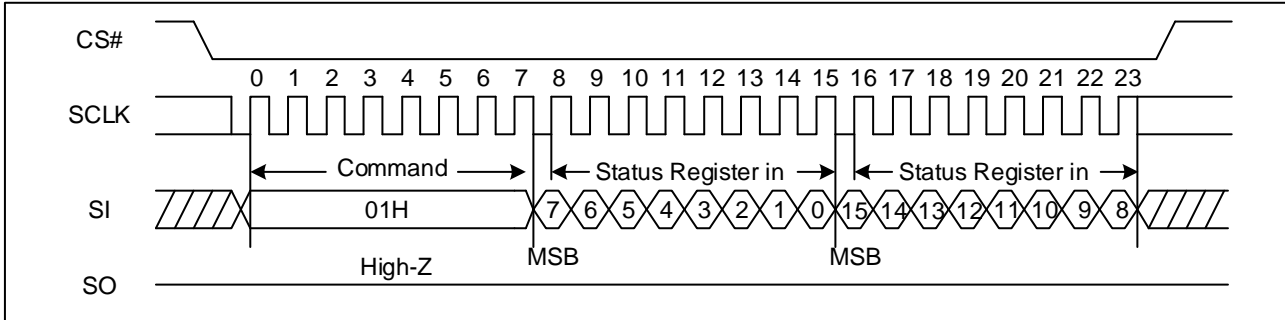 CS#
0 1 2 3 4 5 6 7 8 9 10 11 12 13 14 15 16 17 18 19 20 21 22 23
SCLK
Command Status Register in Status Register in
SI 01H 7 6 5 4 3 2 1 0 15 14 13 12 11 10 9 8
MSB MSB
High-Z
SO